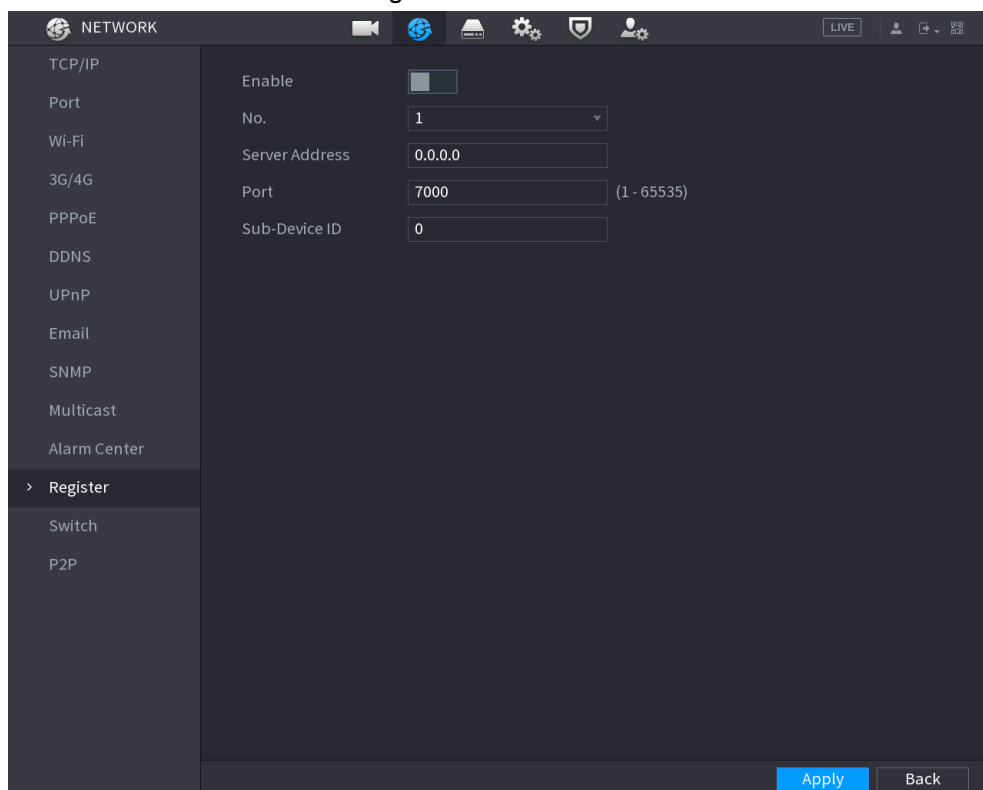 NETWORK
LIVE
TCP/IP
Port
Wi-Fi
3G/4G
PPPoE
DDNS
UPnP
Email
SNMP
Multicast
Alarm Center
Register
Switch
P2P
Enable
No. 1
Server Address 0.0.0.0
Port 7000 (1 - 65535)
Sub-Device ID 0
Apply Back